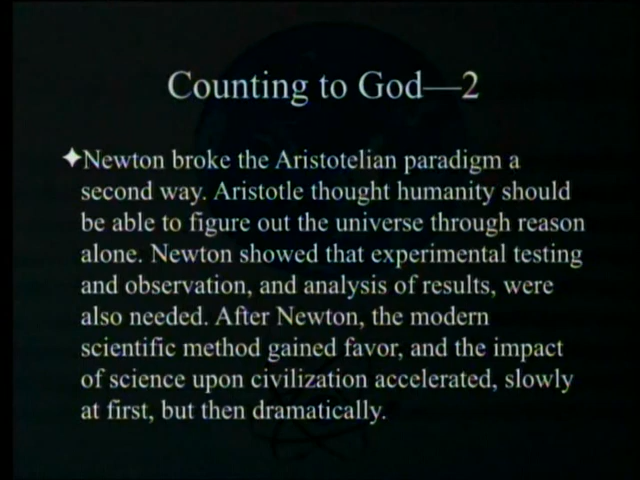 Counting to God—2
✦Newton broke the Aristotelian paradigm a
second way. Aristotle thought humanity should
be able to figure out the universe through reason
alone. Newton showed that experimental testing
and observation, and analysis of results, were
also needed. After Newton, the modern
scientific method gained favor, and the impact
of science upon civilization accelerated, slowly
at first, but then dramatically.